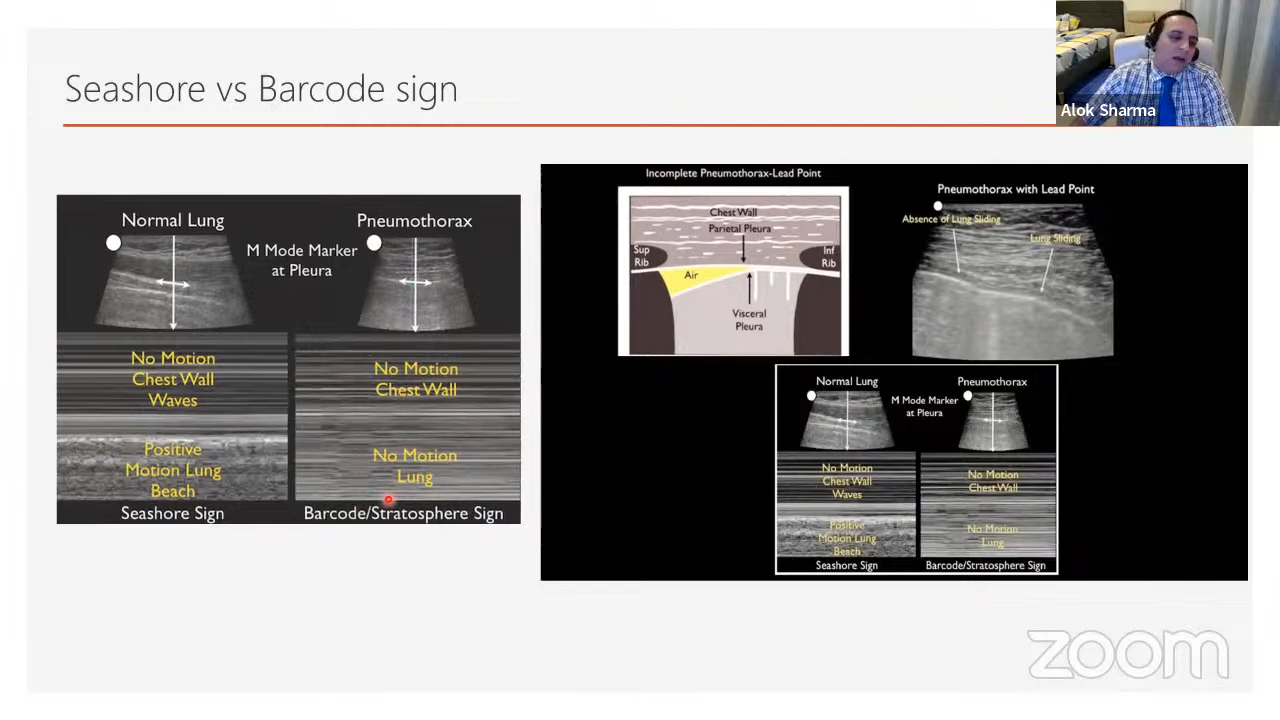 Seashore vs Barcode sign
Alok Sharma
Normal Lung
Pneumothorax
M Mode Marker
at Pleura
No Motion
Chest Wall
Waves
Positive
Motion Lung
Beach
Seashore Sign
No Motion
Chest Wall
No Motion
Lung
Barcode/Stratosphere Sign
Incomplete Pneumothorax-Lead Point
Chest Wall
Parietal Pleura
Sup
Rib
Inf
Rib
Air
Visceral
Pleura
Pneumothorax with Lead Point
Absence of Lung Sliding
Lung Sliding
Normal Lung
Pneumothorax
M Mode Marker
at Pleura
No Motion
Chest Wall
Waves
Positive
Motion Lung
Beach
Seashore Sign
No Motion
Chest Wall
No Motion
Lung
Barcode/Stratosphere Sign
zoom